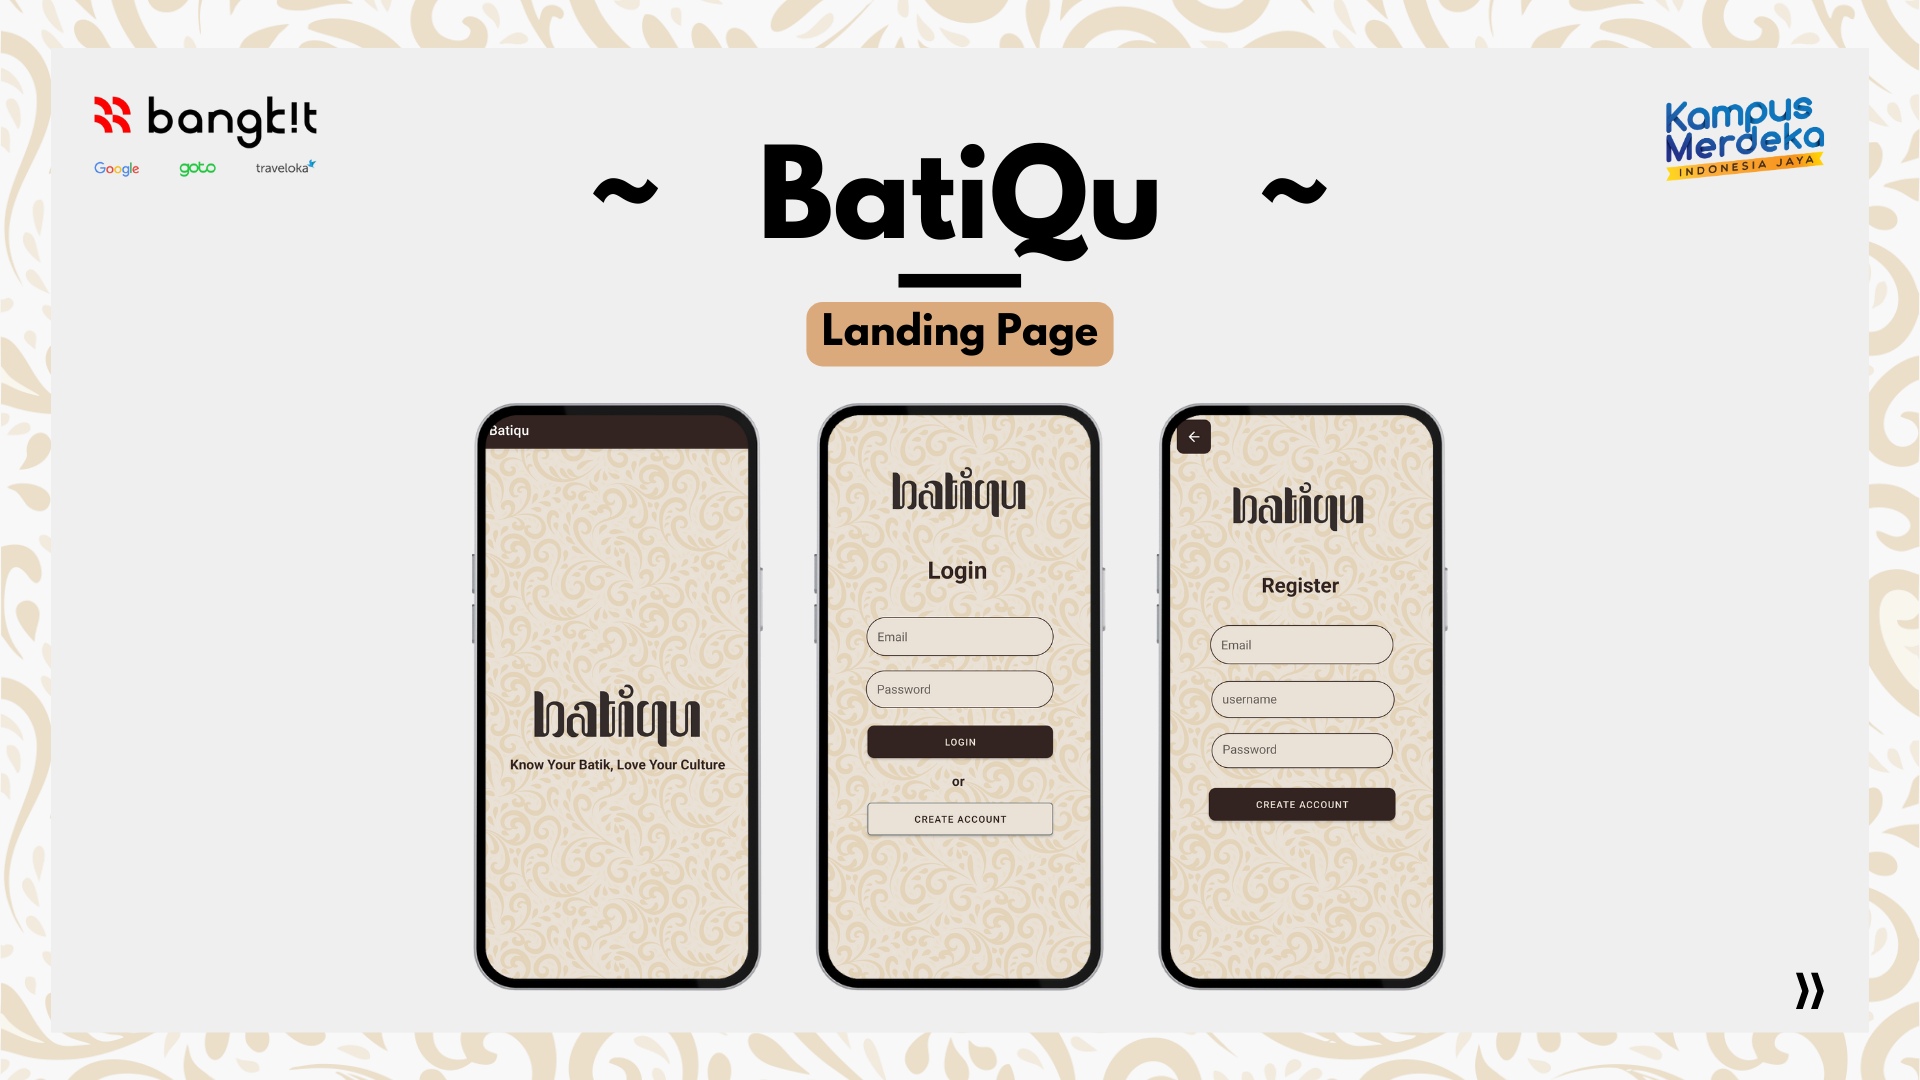 bangk!t
Google goto traveloka
Kampus
Merdeka
INDONESIA JAYA
~ BatiQu ~
Landing Page
Batiqu
batiqu
Know Your Batik, Love Your Culture
batiqu
Login
Email
Password
LOGIN
or
CREATE ACCOUNT
batiqu
Register
Email
username
Password
CREATE ACCOUNT